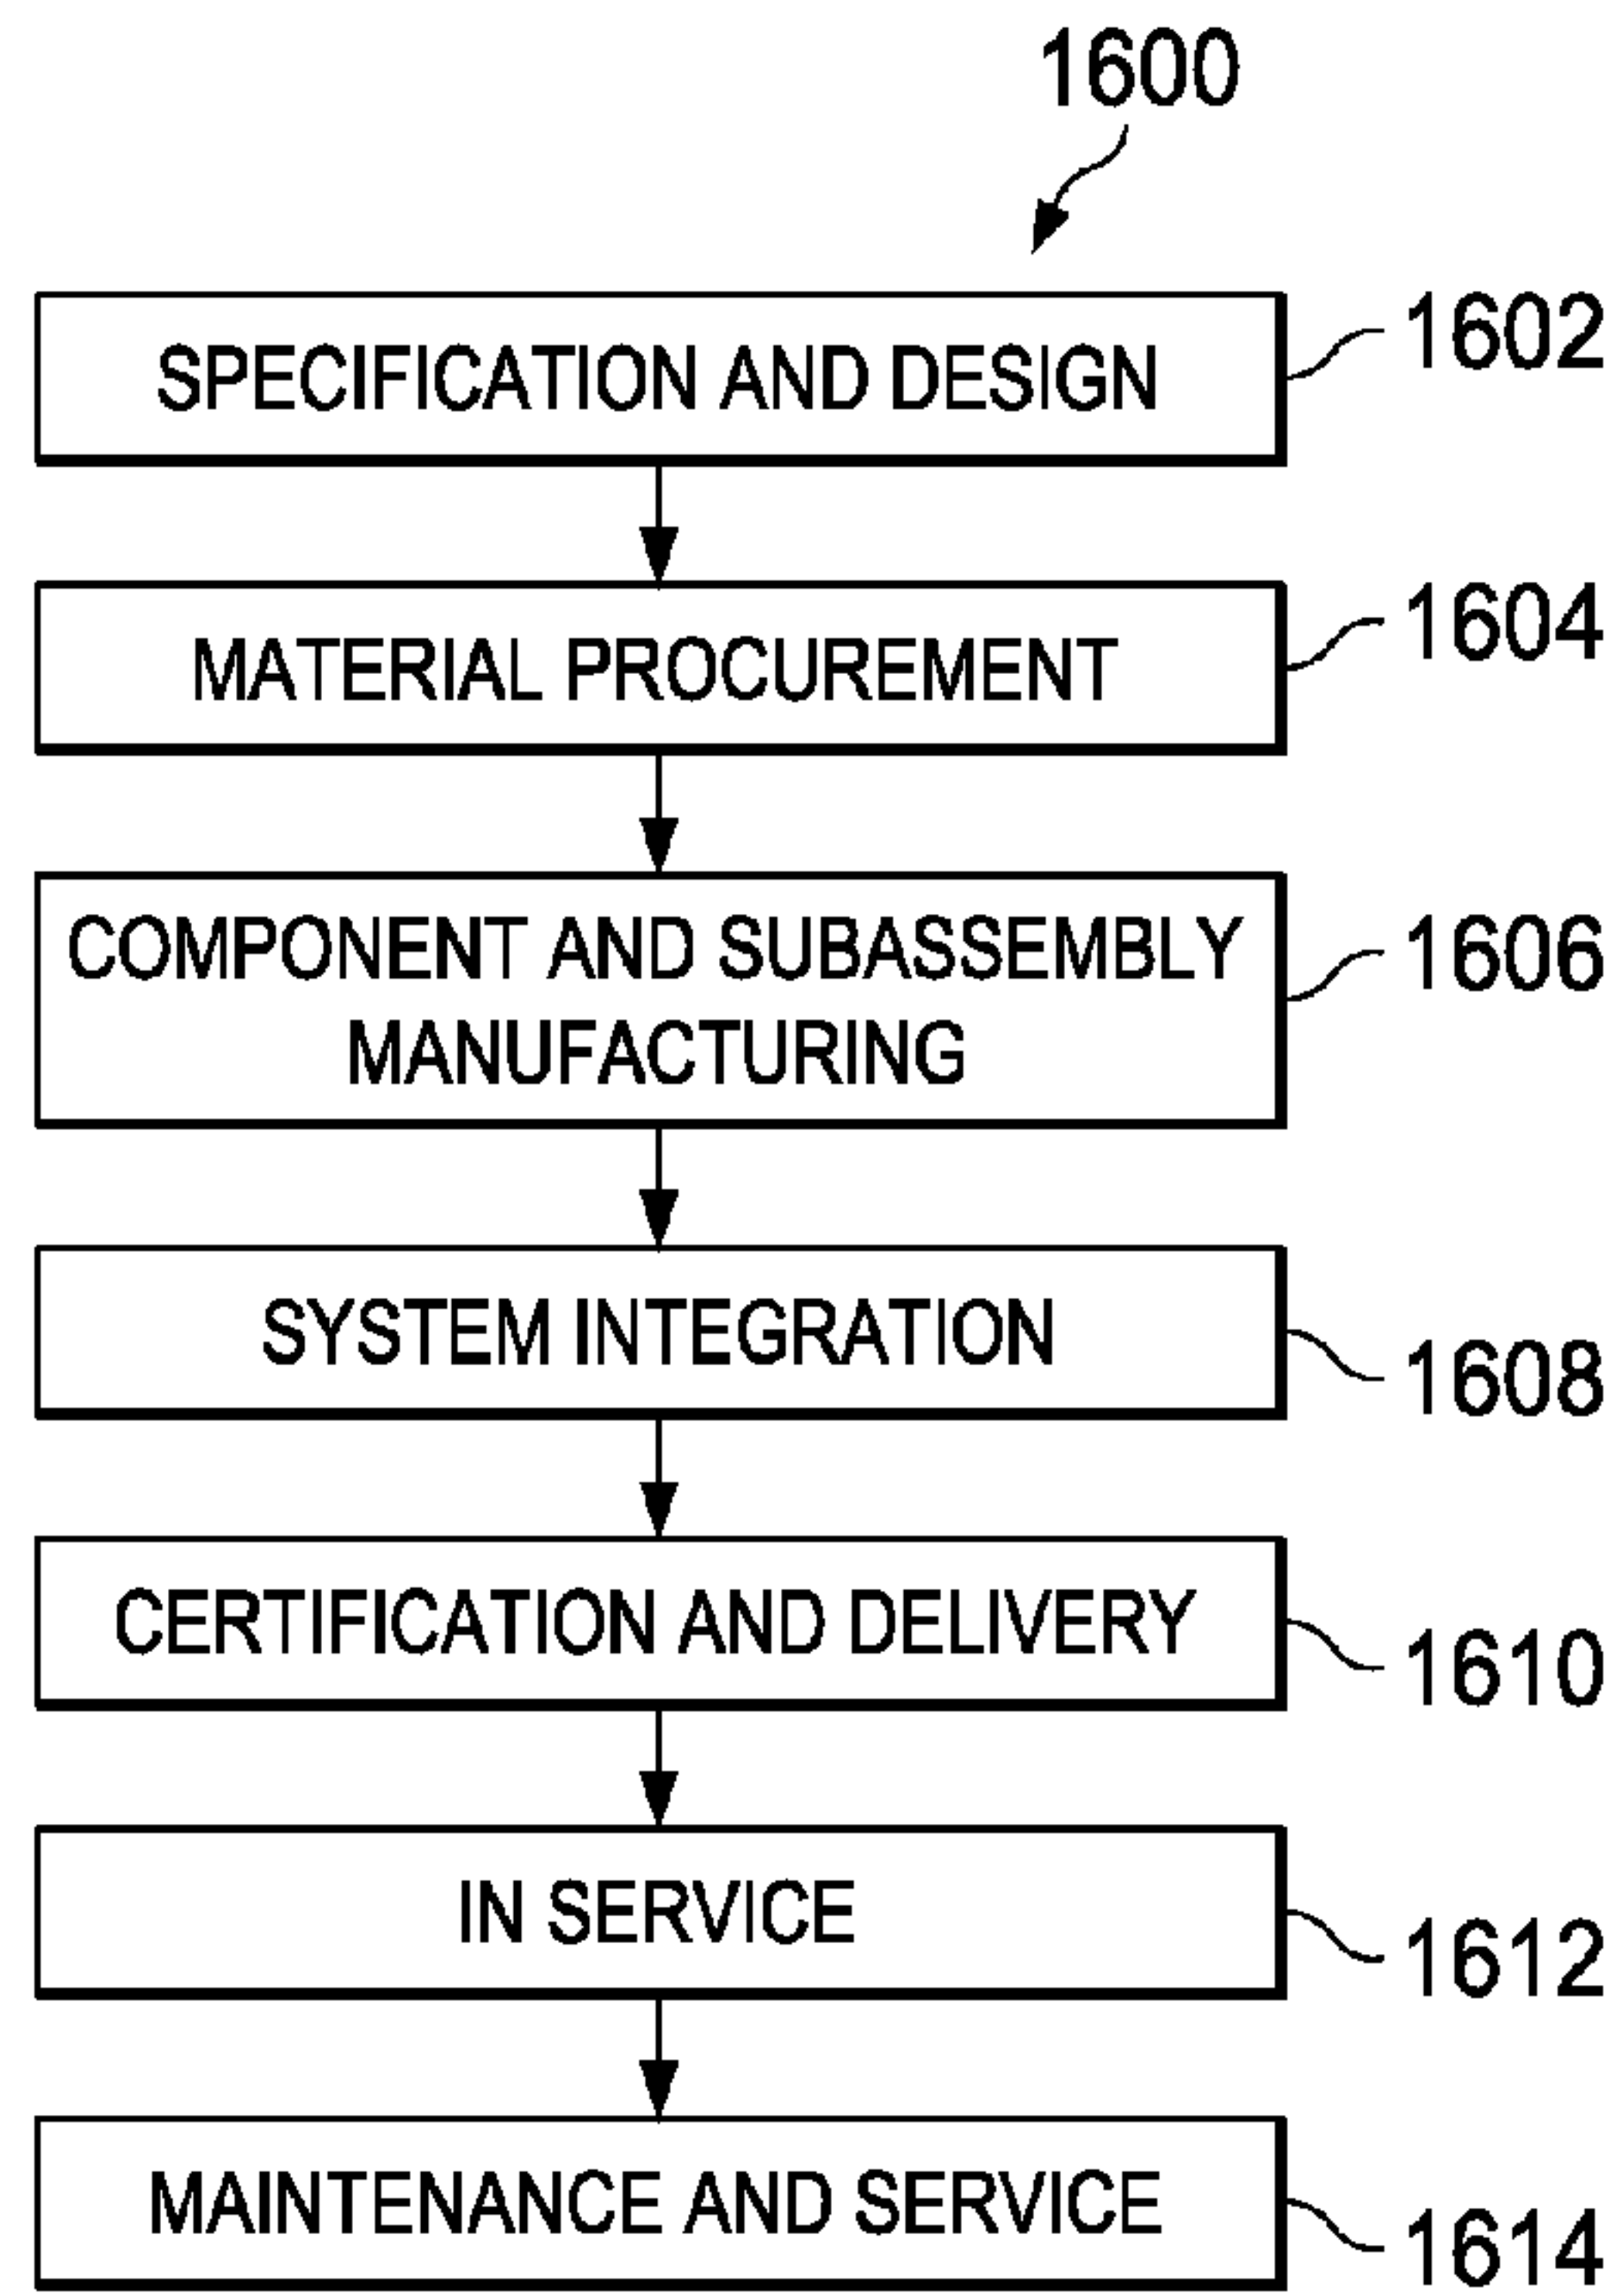 1600
SPECIFICATION AND DESIGN
1602
MATERIAL PROCUREMENT
1604
COMPONENT AND SUBASSEMBLY
MANUFACTURING
1606
SYSTEM INTEGRATION
1608
CERTIFICATION AND DELIVERY
1610
IN SERVICE
1612
MAINTENANCE AND SERVICE
1614